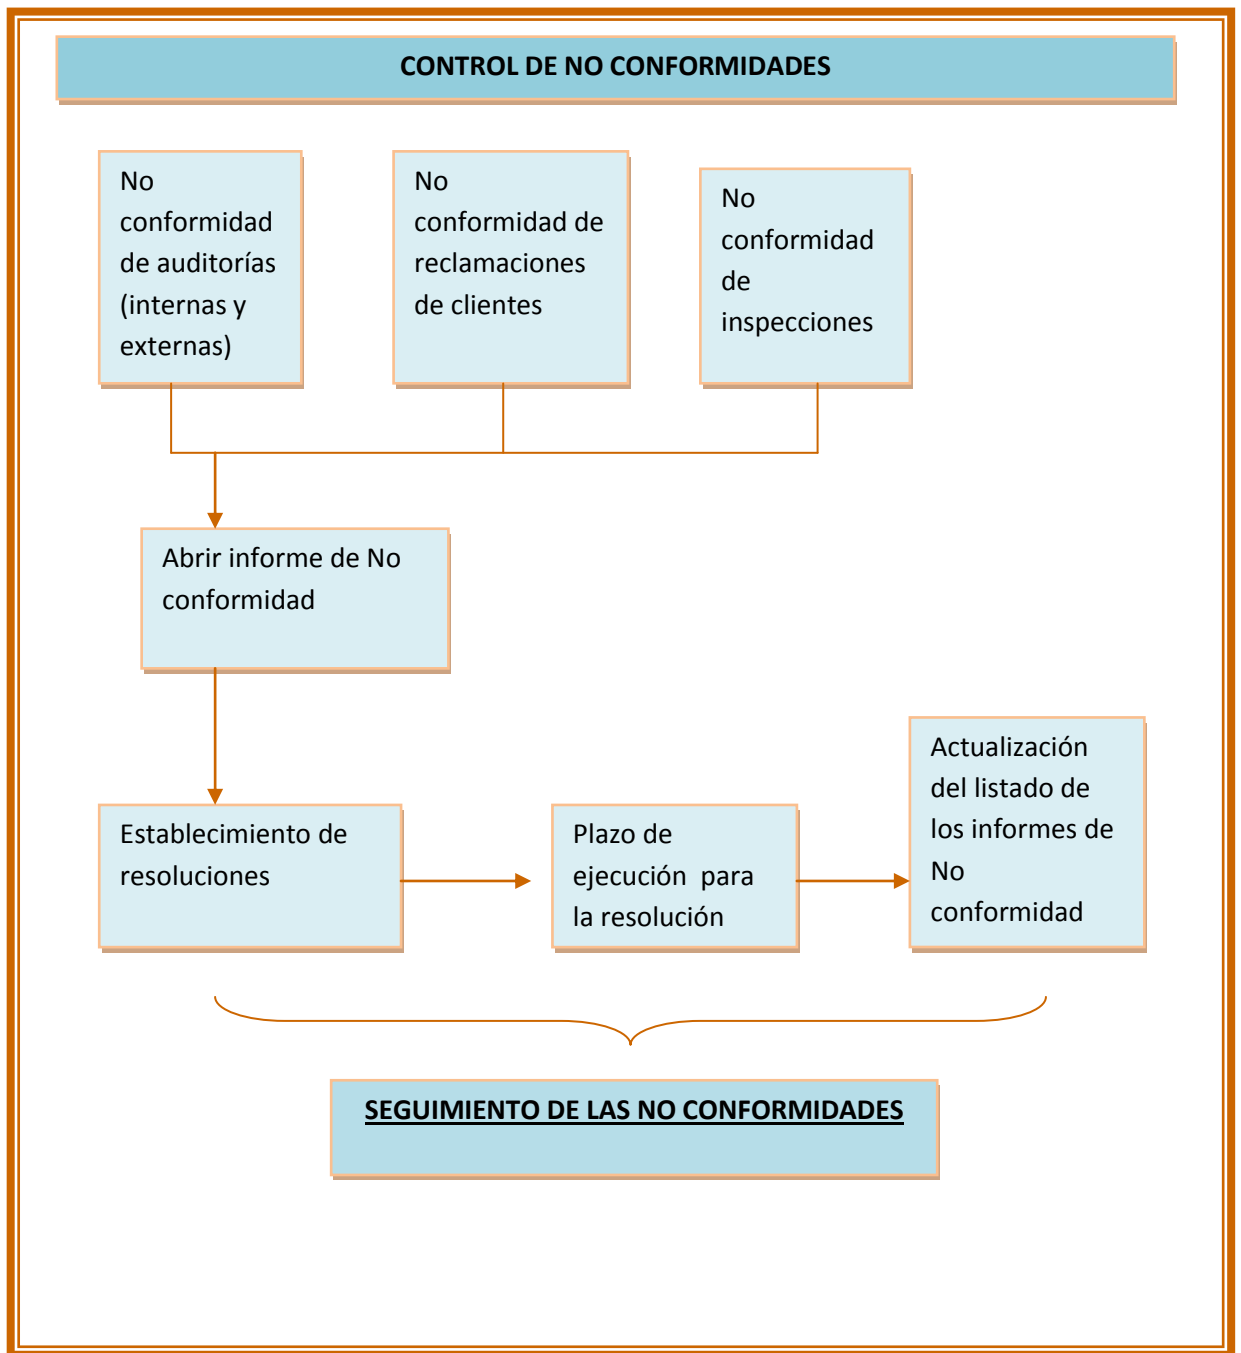 CONTROL DE NO CONFORMIDADES
No
conformidad
de auditorías
(internas y
externas)
No
conformidad de
reclamaciones
de clientes
No
conformidad
de
inspecciones
Abrir informe de No
conformidad
Establecimiento de
resoluciones
Plazo de
ejecución para
la resolución
Actualización
del listado de
los informes de
No
conformidad
SEGUIMIENTO DE LAS NO CONFORMIDADES